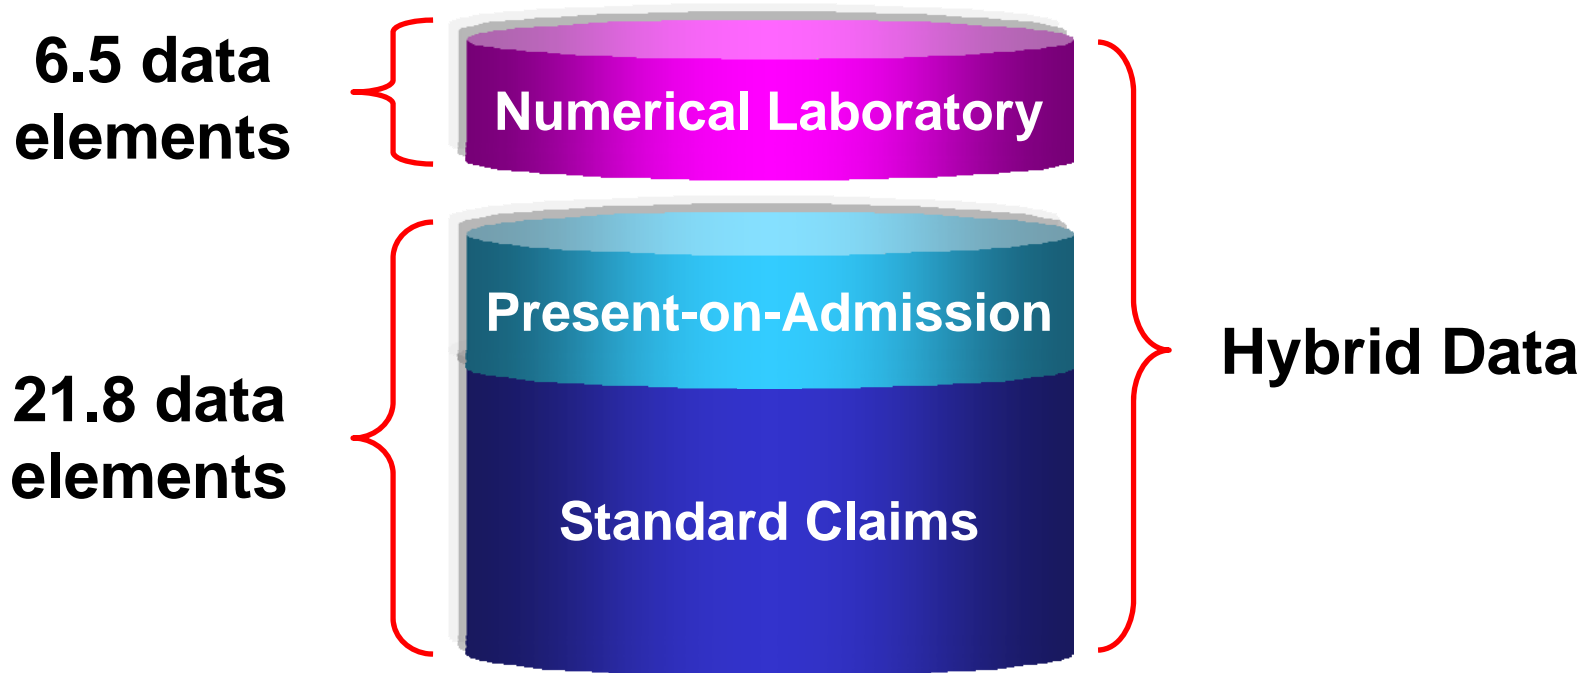 6.5 data
elements
Numerical Laboratory
Present-on-Admission
21.8 data
elements
Standard Claims
Hybrid Data